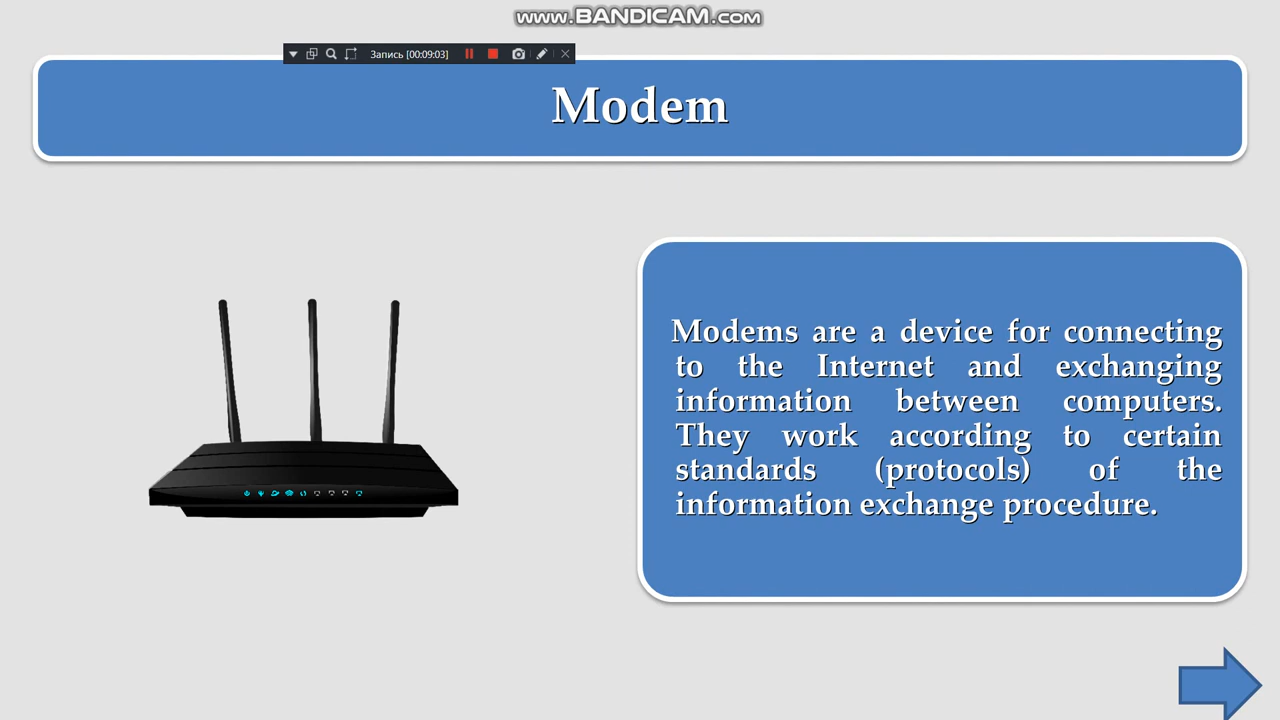 www.BANDICAM.com
Запись [00:09:03]
Modem
Modems are a device for connecting
to the Internet and exchanging
information between computers.
They work according to certain
standards (protocols) of the
information exchange procedure.